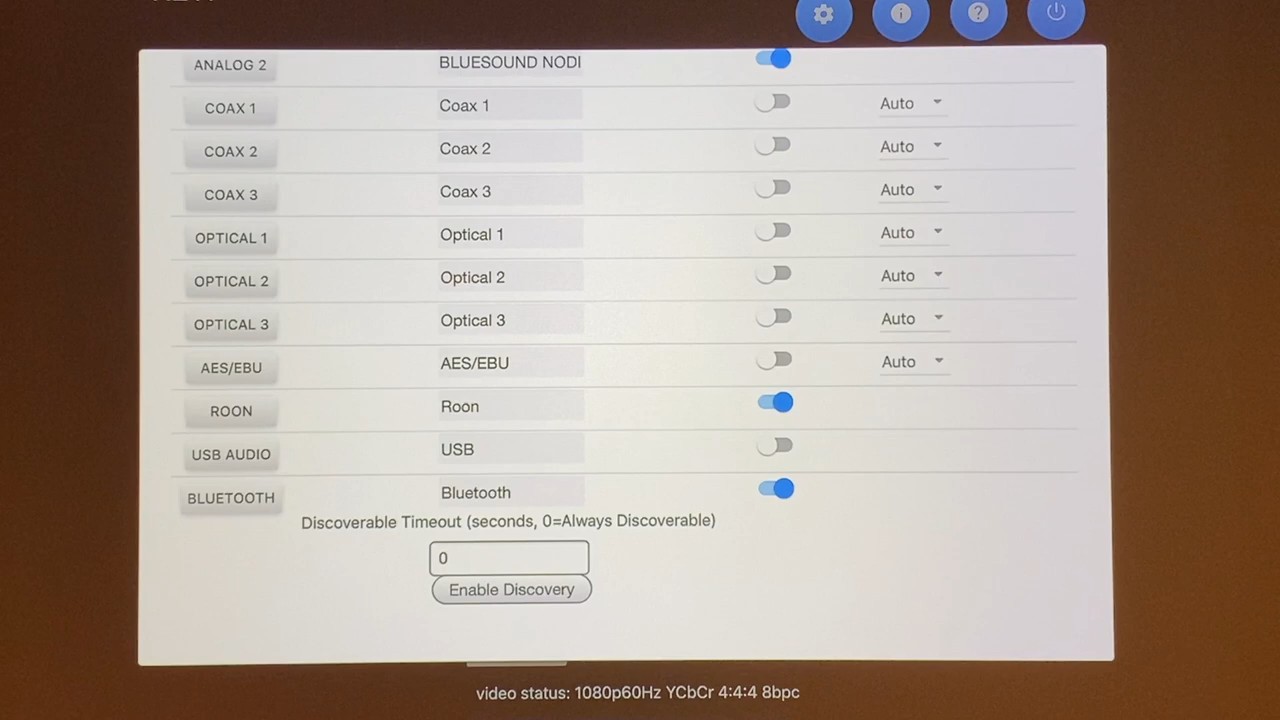 ANALOG 2 BLUESOUND NODI
COAX 1 Coax 1 Auto
COAX 2 Coax 2 Auto
COAX 3 Coax 3 Auto
OPTICAL 1 Optical 1 Auto
OPTICAL 2 Optical 2 Auto
OPTICAL 3 Optical 3 Auto
AES/EBU AES/EBU Auto
ROON Roon
USB AUDIO USB
BLUETOOTH Bluetooth
Discoverable Timeout (seconds, 0=Always Discoverable)
0
Enable Discovery
video status: 1080p60Hz YCbCr 4:4:4 8bpc